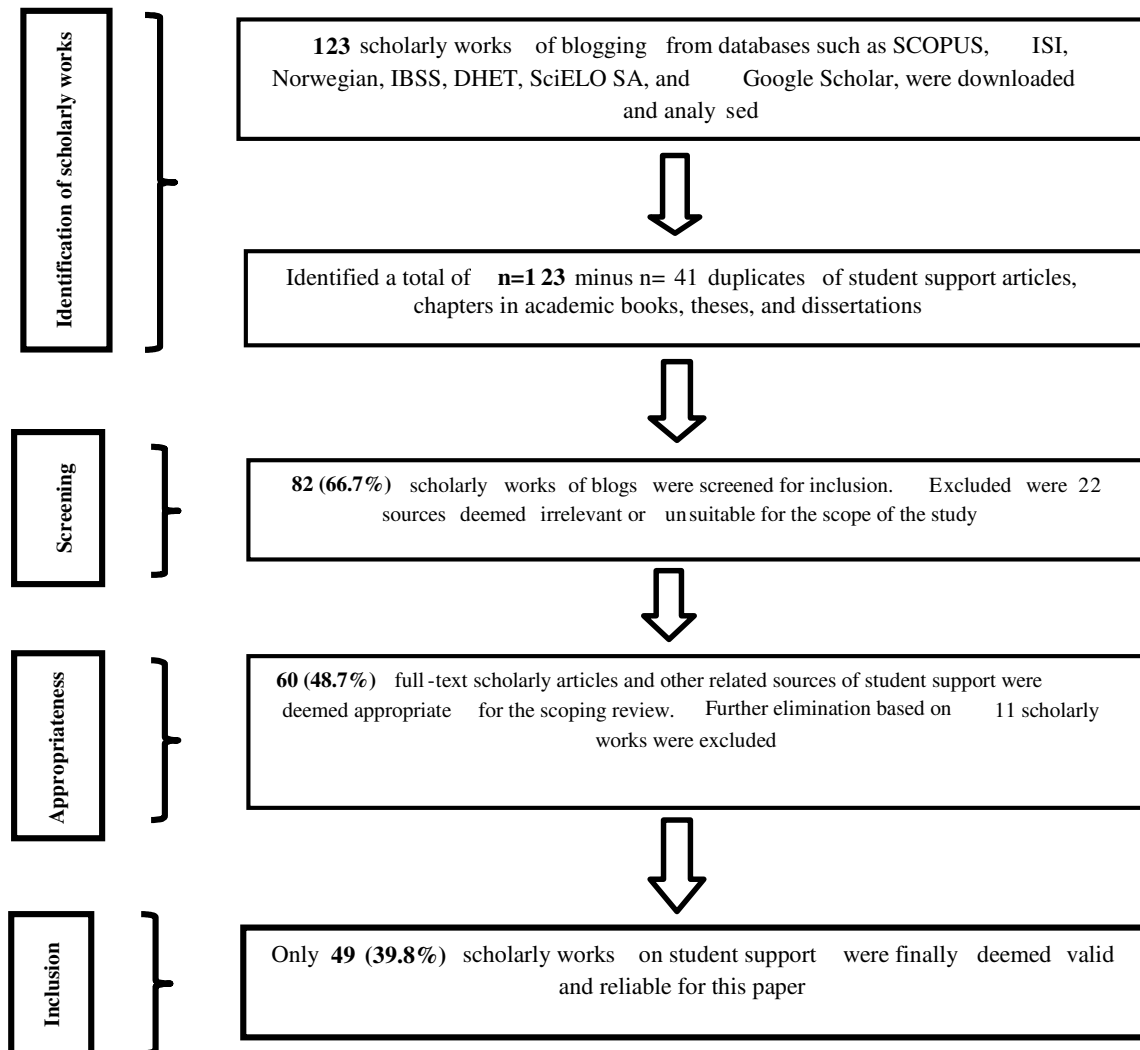 Identification of scholarly works
123 scholarly works of blogging from databases such as SCOPUS, ISI,
Norwegian, IBSS, DHET, SciELO SA, and Google Scholar, were downloaded
and analy sed
Identified a total of n=1 23 minus n= 41 duplicates of student support articles,
chapters in academic books, theses, and dissertations
Screening
82 (66.7%) scholarly works of blogs were screened for inclusion. Excluded were 22
sources deemed irrelevant or unsuitable for the scope of the study
Appropriateness
60 (48.7%) full-text scholarly articles and other related sources of student support were
deemed appropriate for the scoping review. Further elimination based on 11 scholarly
works were excluded
Inclusion
Only 49 (39.8%) scholarly works on student support were finally deemed valid
and reliable for this paper